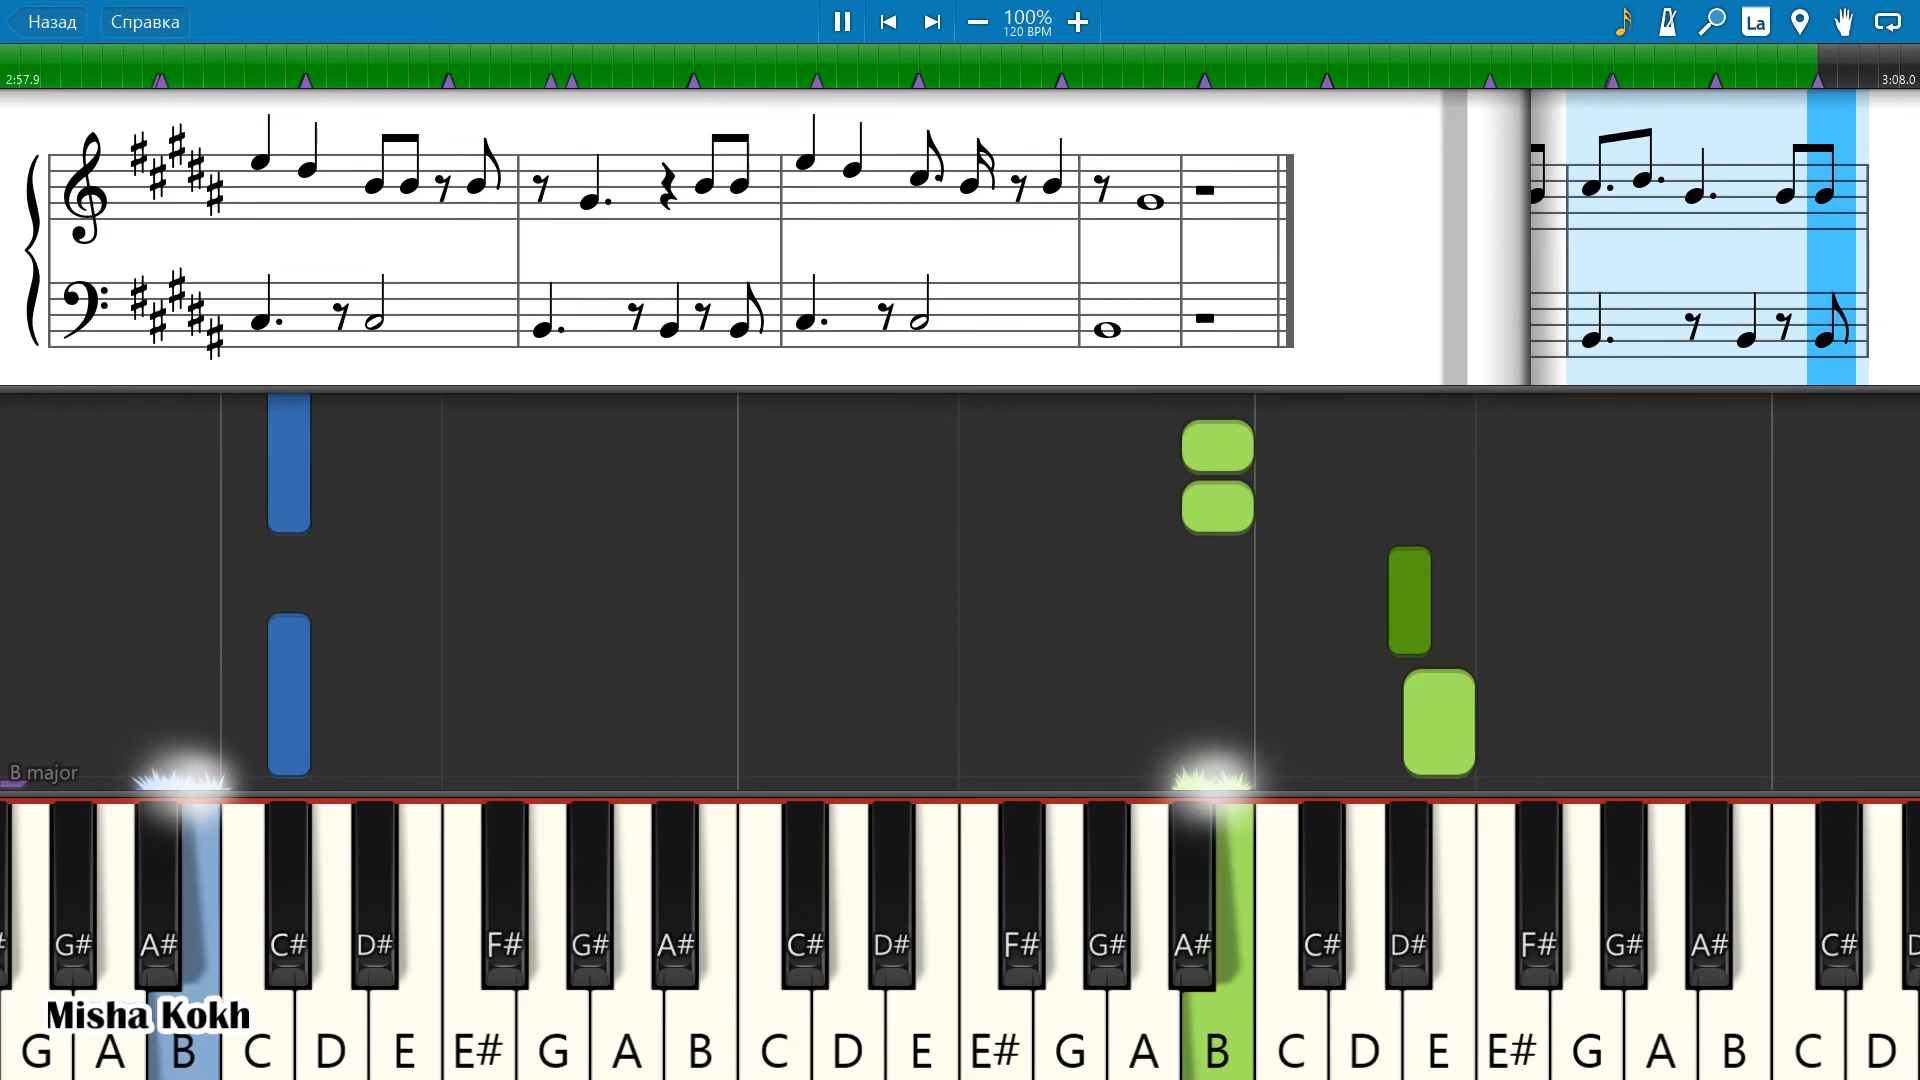 Назад Справка 100% La
120 BPM
2:57.9 3:08.0
B major
G# A# C# D# F# G# A# C# D# F# G# A# C# D# F# G# A# C#
Misha Kokh
G A B C D E E# G A B C D E E# G A B C D E E# G A B C D